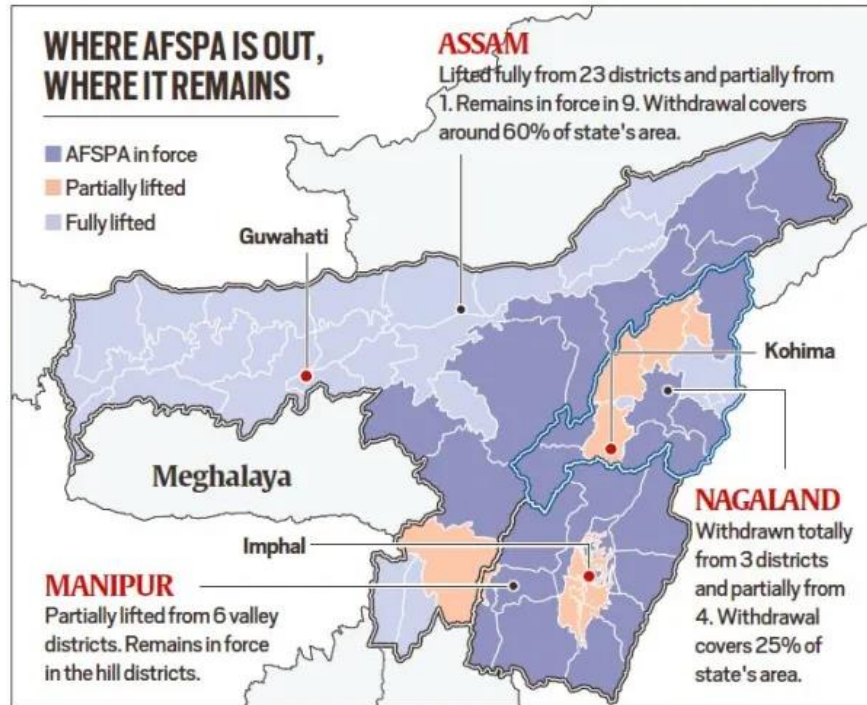 WHERE AFSPA IS OUT,
WHERE IT REMAINS
AFSPA in force
Partially lifted
Fully lifted
ASSAM
Lifted fully from 23 districts and partially from
1. Remains in force in 9. Withdrawal covers
around 60% of state's area.
Guwahati
Kohima
Meghalaya
Imphal
MANIPUR
Partially lifted from 6 valley
districts. Remains in force
in the hill districts.
NAGALAND
Withdrawn totally
from 3 districts
and partially from
4. Withdrawal
covers 25% of
state's area.